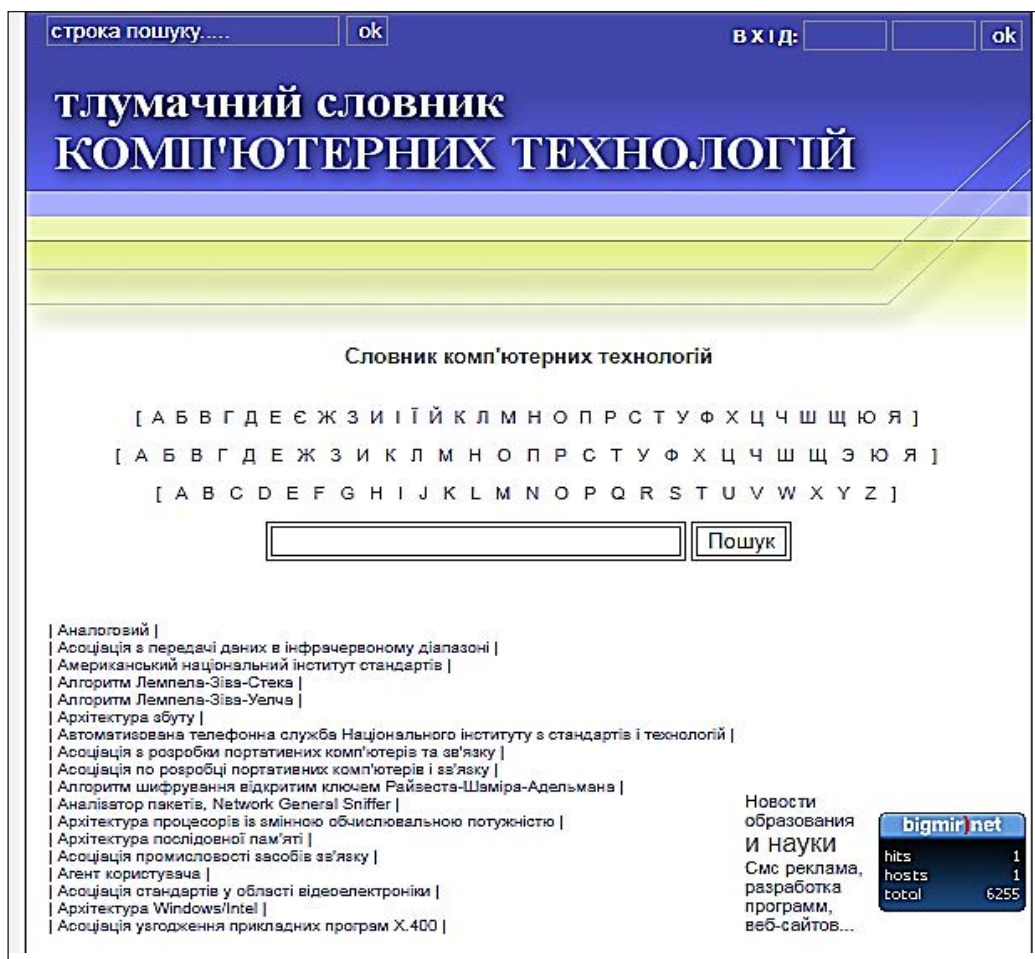 строка пошуку..... ok
ВХІД: ok
тлумачний словник
КОМП'ЮТЕРНИХ ТЕХНОЛОГІЙ
Словник комп'ютерних технологій
[ А Б В Г Д Е Є Ж З И І Ї Й К Л М Н О П Р С Т У Ф Х Ц Ч Ш Щ Ю Я ]
[ А Б В Г Д Е Ж З И К Л М Н О П Р С Т У Ф Х Ц Ч Ш Щ Э Ю Я ]
[ A B C D E F G H I J K L M N O P Q R S T U V W X Y Z ]
Пошук
| Аналоговий |
| Асоціація з передачі даних в інфрачервоному діапазоні |
| Американський національний інститут стандартів |
| Алгоритм Лемпела-Зіва-Стека |
| Алгоритм Лемпела-Зіва-Уелча |
| Архітектура збуту |
| Автоматизована телефонна служба Національного інституту з стандартів і технологій |
| Асоціація з розробки портативних комп'ютерів та зв'язку |
| Асоціація по розробці портативних комп'ютерів і зв'язку |
| Алгоритм шифрування відкритим ключем Райвеста-Шаміра-Адельмана |
| Аналізатор пакетів, Network General Sniffer |
| Архітектура процесорів із змінною обчислювальною потужністю |
| Архітектура послідовної пам'яті |
| Асоціація промисловості засобів зв'язку |
| Агент користувача |
| Асоціація стандартів у області відеоелектроніки |
| Архітектура Windows/Intel |
| Асоціація узгодження прикладних програм X.400 |
Новости
образования
и науки
Смс реклама,
разработка
программ,
веб-сайтов...
bigmir)net
hits 1
hosts 1
total 6255